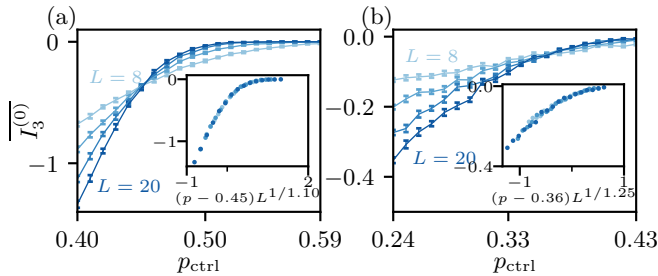 (a)
0
−1
$\overline{I_3^{(0)}}$
L = 8
L = 20
0
−1
−1
2
(p − 0.45)L^{1/1.10}
0.40
0.50
0.59
p_ctrl
(b)
0.0
−0.2
−0.4
L = 8
L = 20
0.0
−0.4
−1
1
(p − 0.36)L^{1/1.25}
0.24
0.33
0.43
p_ctrl